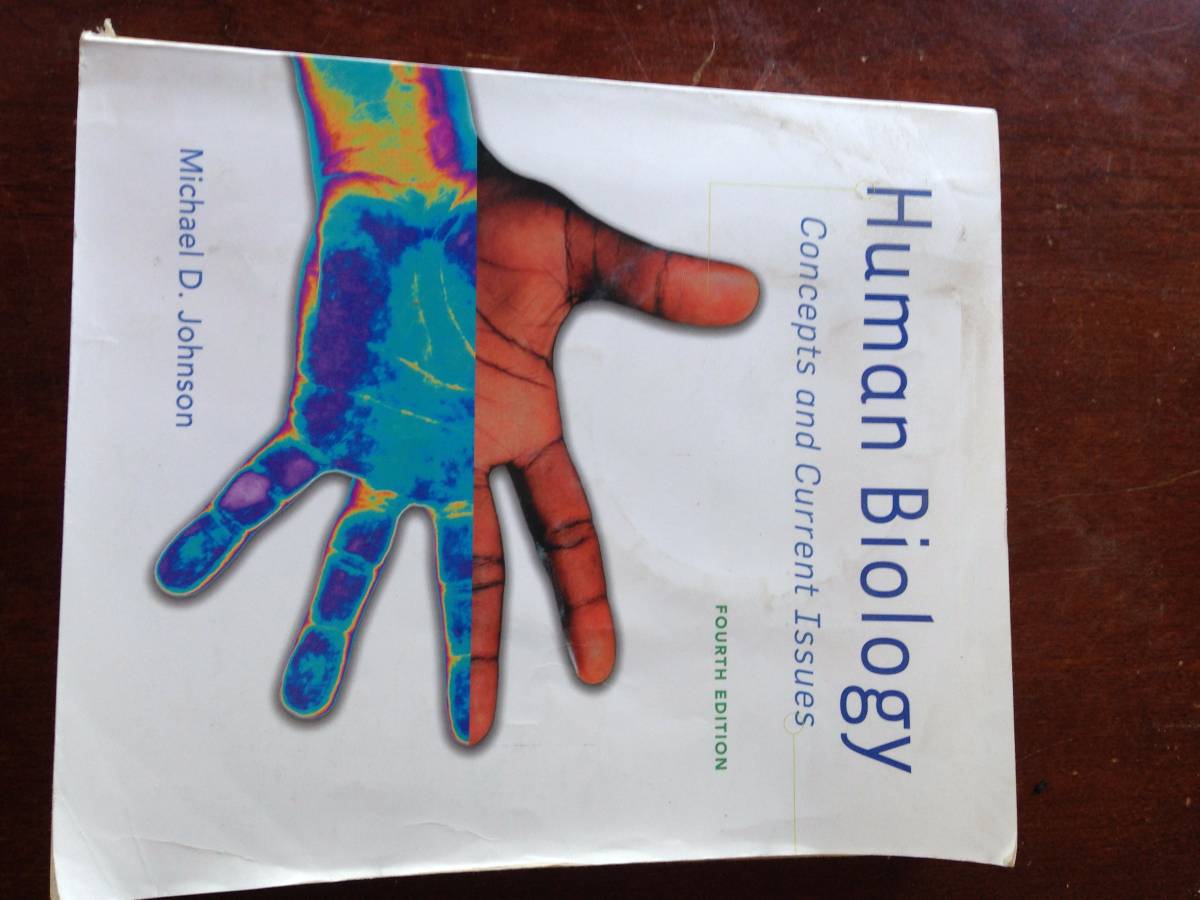 Human Biology
Concepts and Current Issues
FOURTH EDITION
Michael D. Johnson